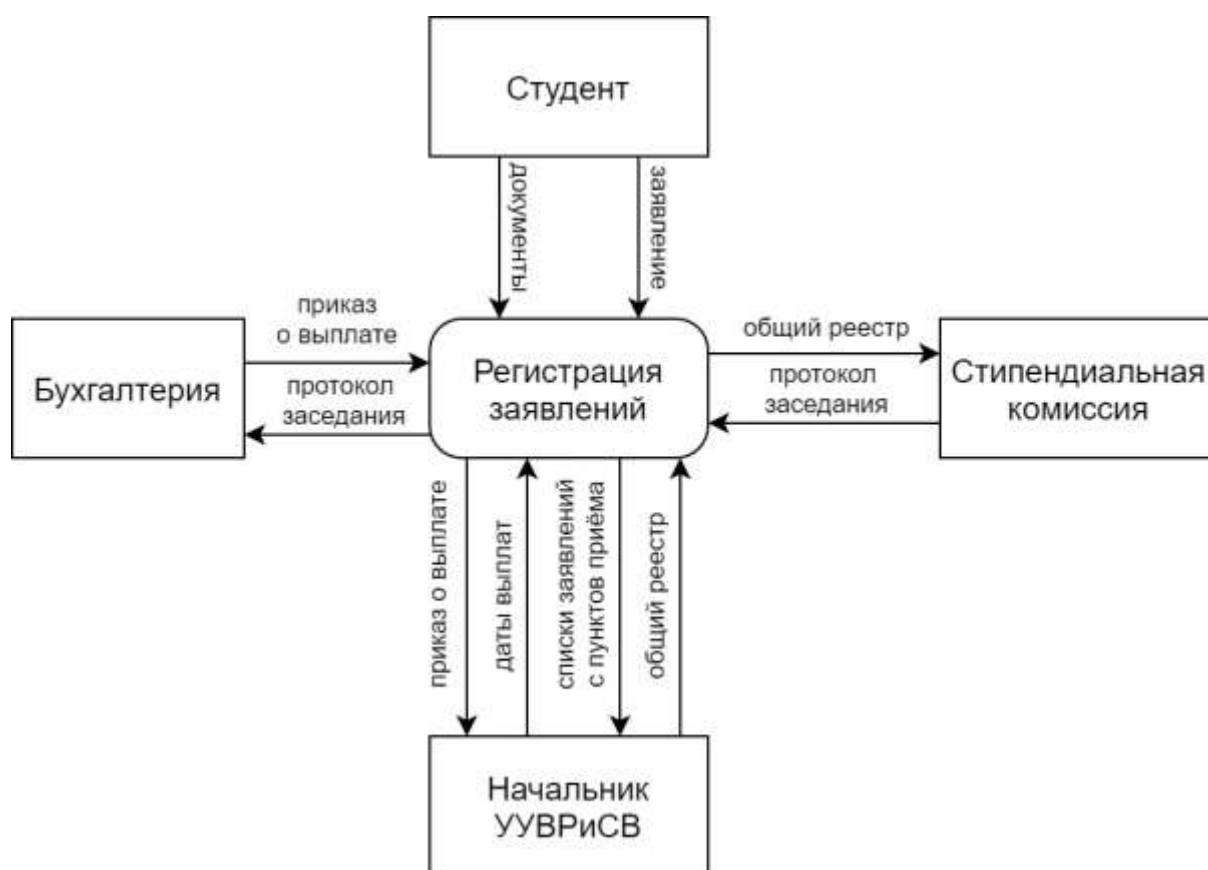 Студент
документы
заявление
приказ
о выплате
Бухгалтерия
протокол
заседания
Регистрация
заявлений
общий реестр
протокол
заседания
Стипендиальная
комиссия
приказ о выплате
даты выплат
списки заявлений
с пунктов приёма
общий реестр
Начальник
УУВРиСВ